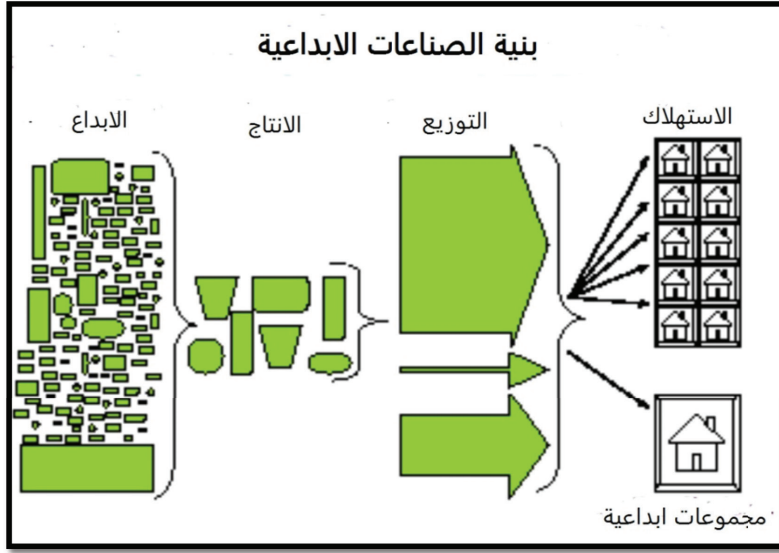 بنية الصناعات الابداعية
الابداع
الانتاج
التوزيع
الاستهلاك
مجموعات ابداعية